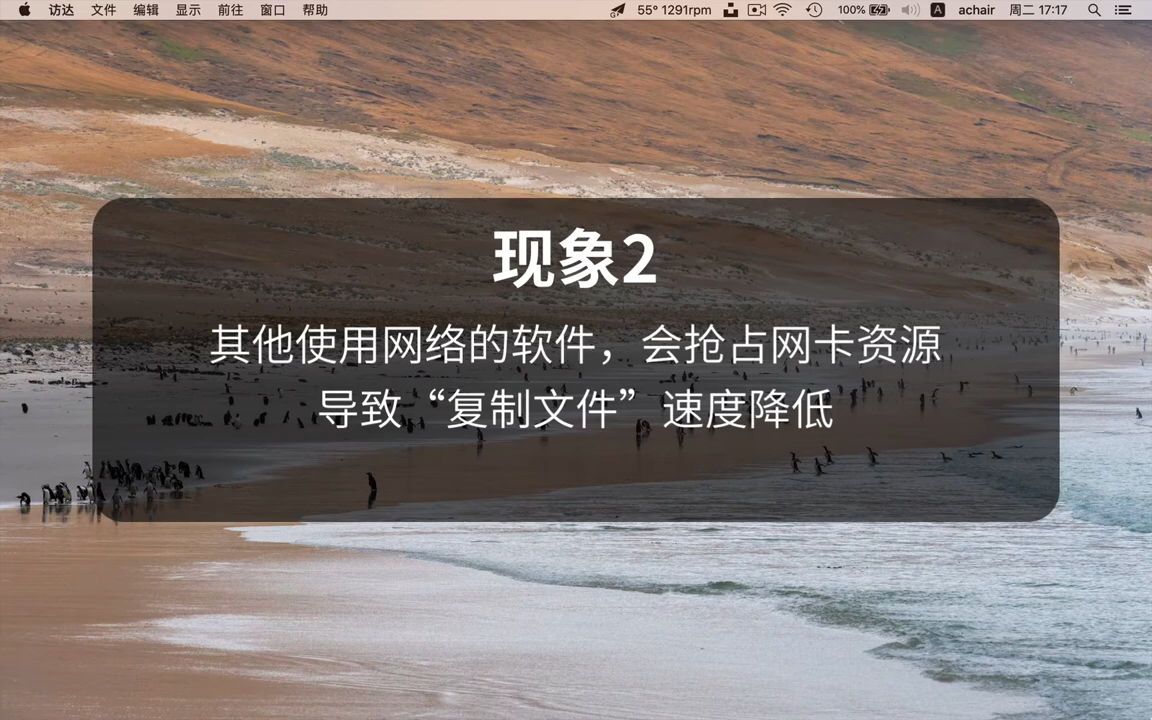 访达 文件 编辑 显示 前往 窗口 帮助 55° 1291rpm 100% A achair 周二 17:17
现象2
其他使用网络的软件，会抢占网卡资源
导致“复制文件”速度降低